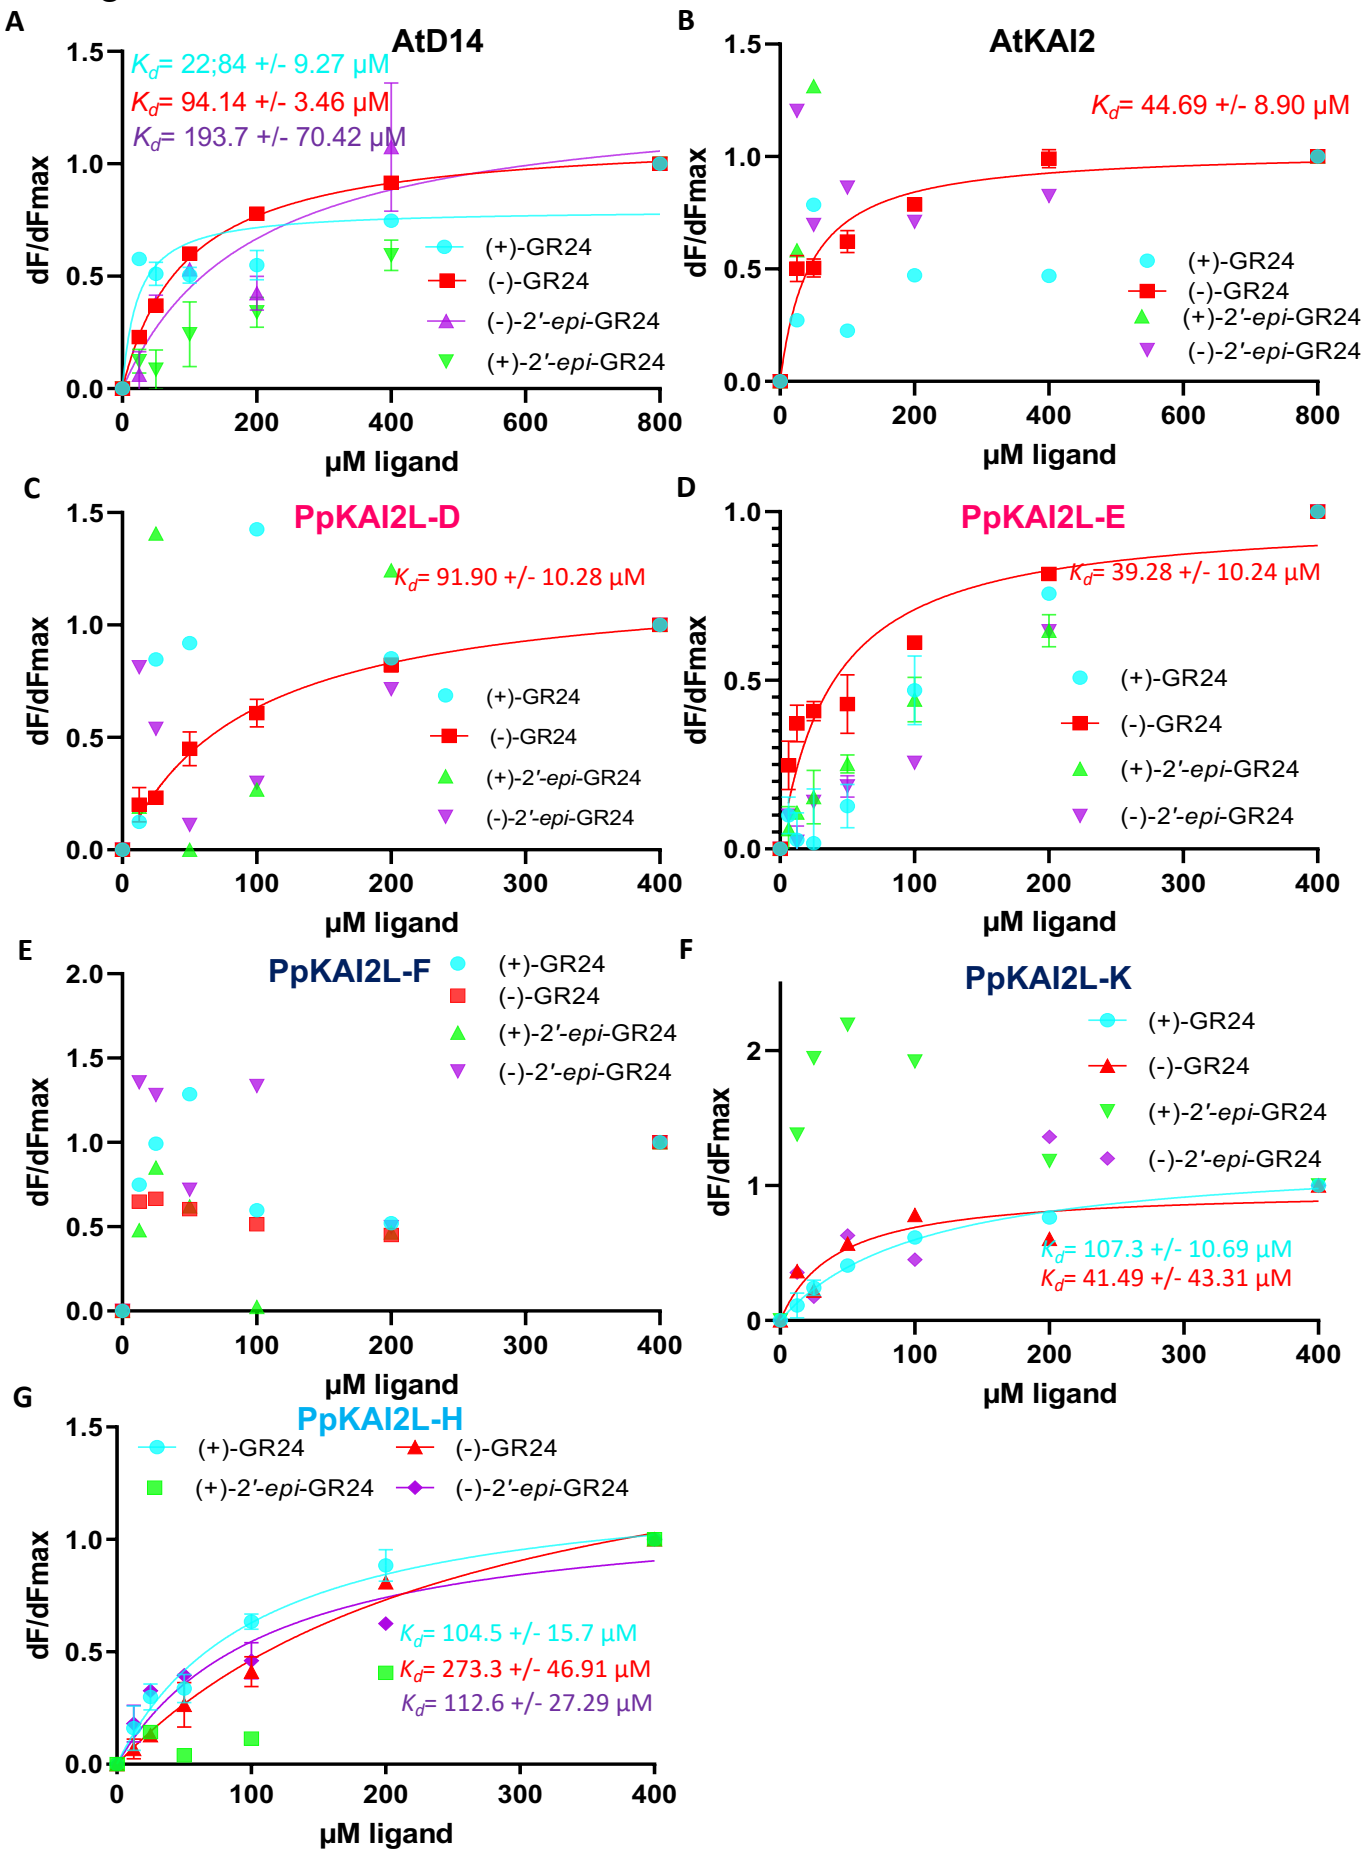 A
AtD14
Kd= 22;84 +/- 9.27 µM
Kd= 94.14 +/- 3.46 µM
Kd= 193.7 +/- 70.42 µM
dF/dFmax
1.5
1.0
0.5
0.0
(+)-GR24
(-)-GR24
(-)-2'-epi-GR24
(+)-2'-epi-GR24
0 200 400 600 800
µM ligand
B
AtKAI2
Kd= 44.69 +/- 8.90 µM
dF/dFmax
1.5
1.0
0.5
0.0
(+)-GR24
(-)-GR24
(+)-2'-epi-GR24
(-)-2'-epi-GR24
0 200 400 600 800
µM ligand
C
PpKAI2L-D
Kd= 91.90 +/- 10.28 µM
dF/dFmax
1.5
1.0
0.5
0.0
(+)-GR24
(-)-GR24
(+)-2'-epi-GR24
(-)-2'-epi-GR24
0 100 200 300 400
µM ligand
D
PpKAI2L-E
Kd= 39.28 +/- 10.24 µM
dF/dFmax
1.0
0.5
0.0
(+)-GR24
(-)-GR24
(+)-2'-epi-GR24
(-)-2'-epi-GR24
0 100 200 300 400
µM ligand
E
PpKAI2L-F
dF/dFmax
2.0
1.5
1.0
0.5
0.0
(+)-GR24
(-)-GR24
(+)-2'-epi-GR24
(-)-2'-epi-GR24
0 100 200 300 400
µM ligand
F
PpKAI2L-K
dF/dFmax
2
1
0
(+)-GR24
(-)-GR24
(+)-2'-epi-GR24
(-)-2'-epi-GR24
Kd= 107.3 +/- 10.69 µM
Kd= 41.49 +/- 43.31 µM
0 100 200 300 400
µM ligand
G
PpKAI2L-H
(+)-GR24 (-)-GR24
(+)-2'-epi-GR24 (-)-2'-epi-GR24
dF/dFmax
1.5
1.0
0.5
0.0
Kd= 104.5 +/- 15.7 µM
Kd= 273.3 +/- 46.91 µM
Kd= 112.6 +/- 27.29 µM
0 100 200 300 400
µM ligand